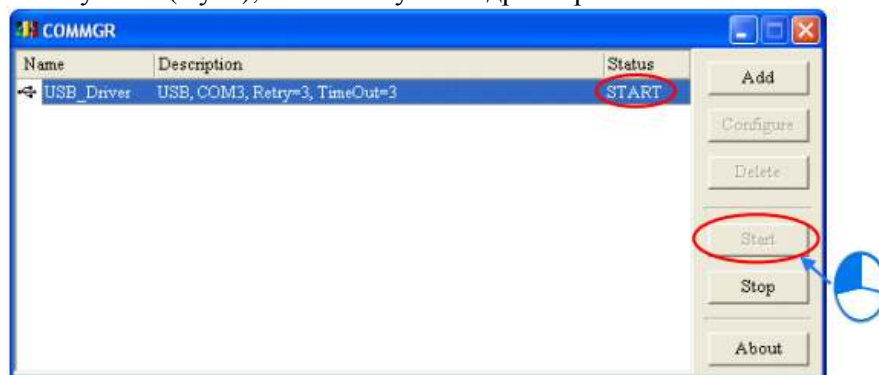 COMMGR
Name Description Status
USB_Driver USB, COM3, Retry=3, TimeOut=3 START
Add
Configure
Delete
Start
Stop
About